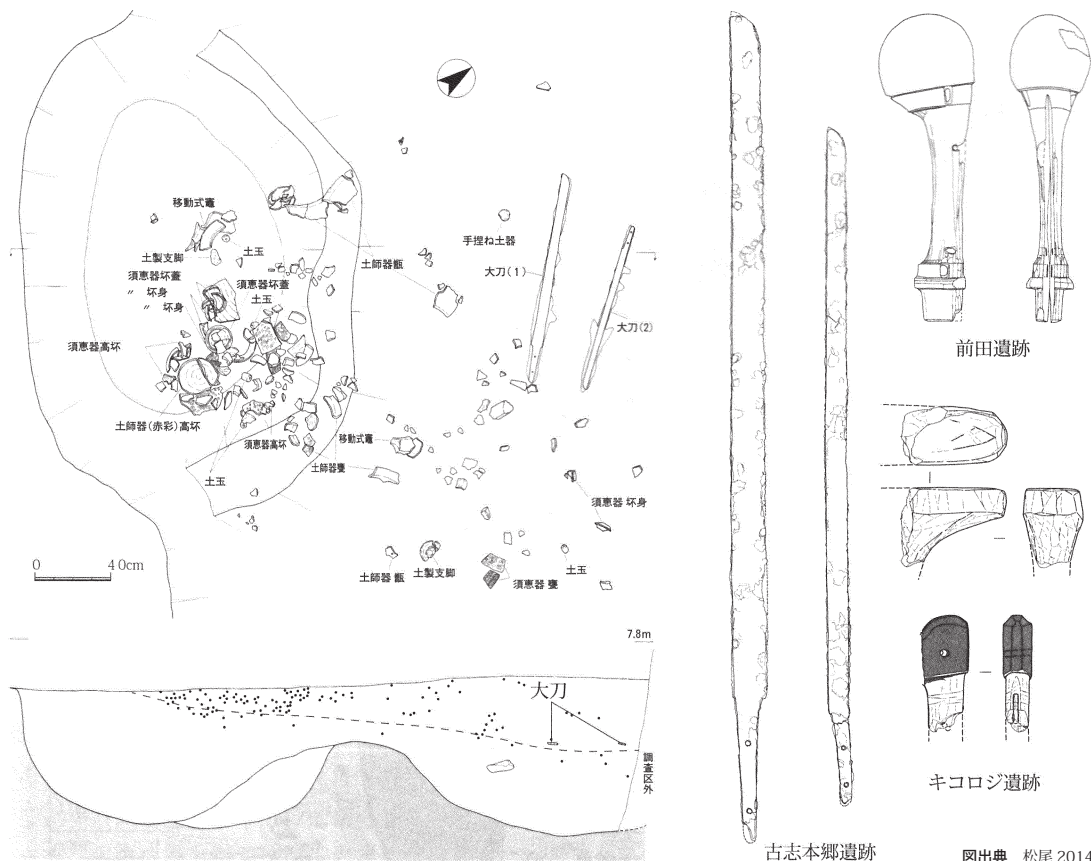 移動式竈
土製支脚
土玉
須恵器坏蓋
〃 坏身
〃 坏身
須恵器坏蓋
土玉
須恵器高坏
土師器(赤彩)高坏
須恵器高坏
土師器甕
土玉
土師器甑
手捏ね土器
大刀(1)
大刀(2)
移動式竈
須恵器 坏身
土師器 甑
土製支脚
須恵器 甕
土玉
0 40cm
7.8m
大刀
調査区外
古志本郷遺跡
前田遺跡
キコロジ遺跡
図出典 松尾 2014